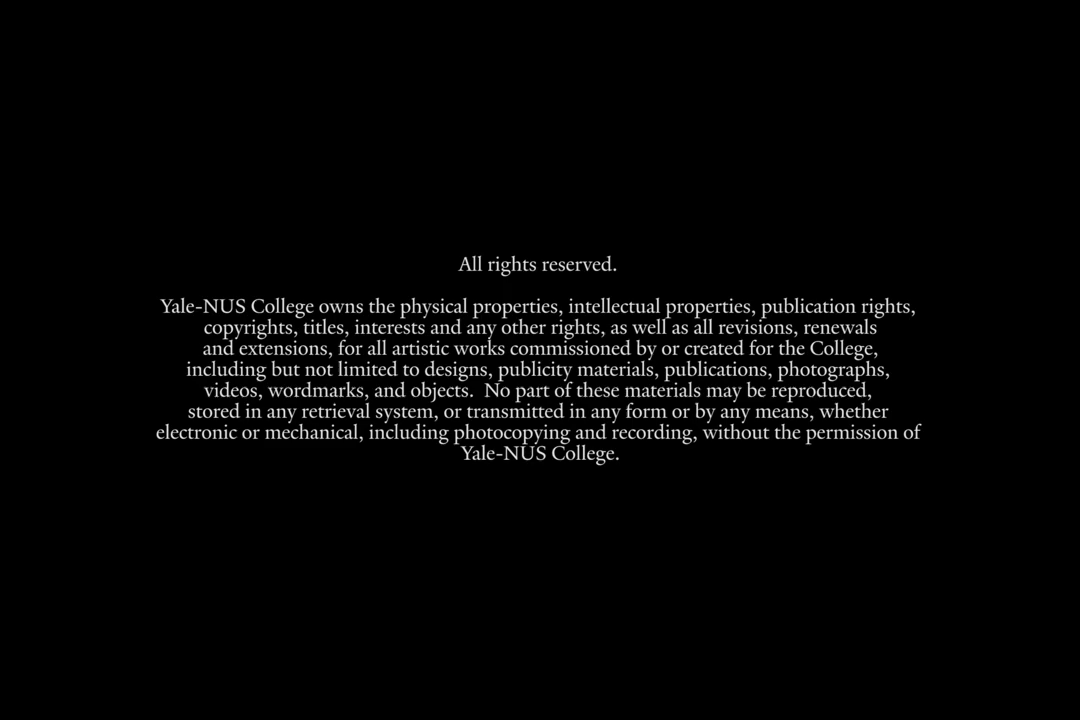 All rights reserved.
Yale-NUS College owns the physical properties, intellectual properties, publication rights,
copyrights, titles, interests and any other rights, as well as all revisions, renewals
and extensions, for all artistic works commissioned by or created for the College,
including but not limited to designs, publicity materials, publications, photographs,
videos, wordmarks, and objects.  No part of these materials may be reproduced,
stored in any retrieval system, or transmitted in any form or by any means, whether
electronic or mechanical, including photocopying and recording, without the permission of
Yale-NUS College.